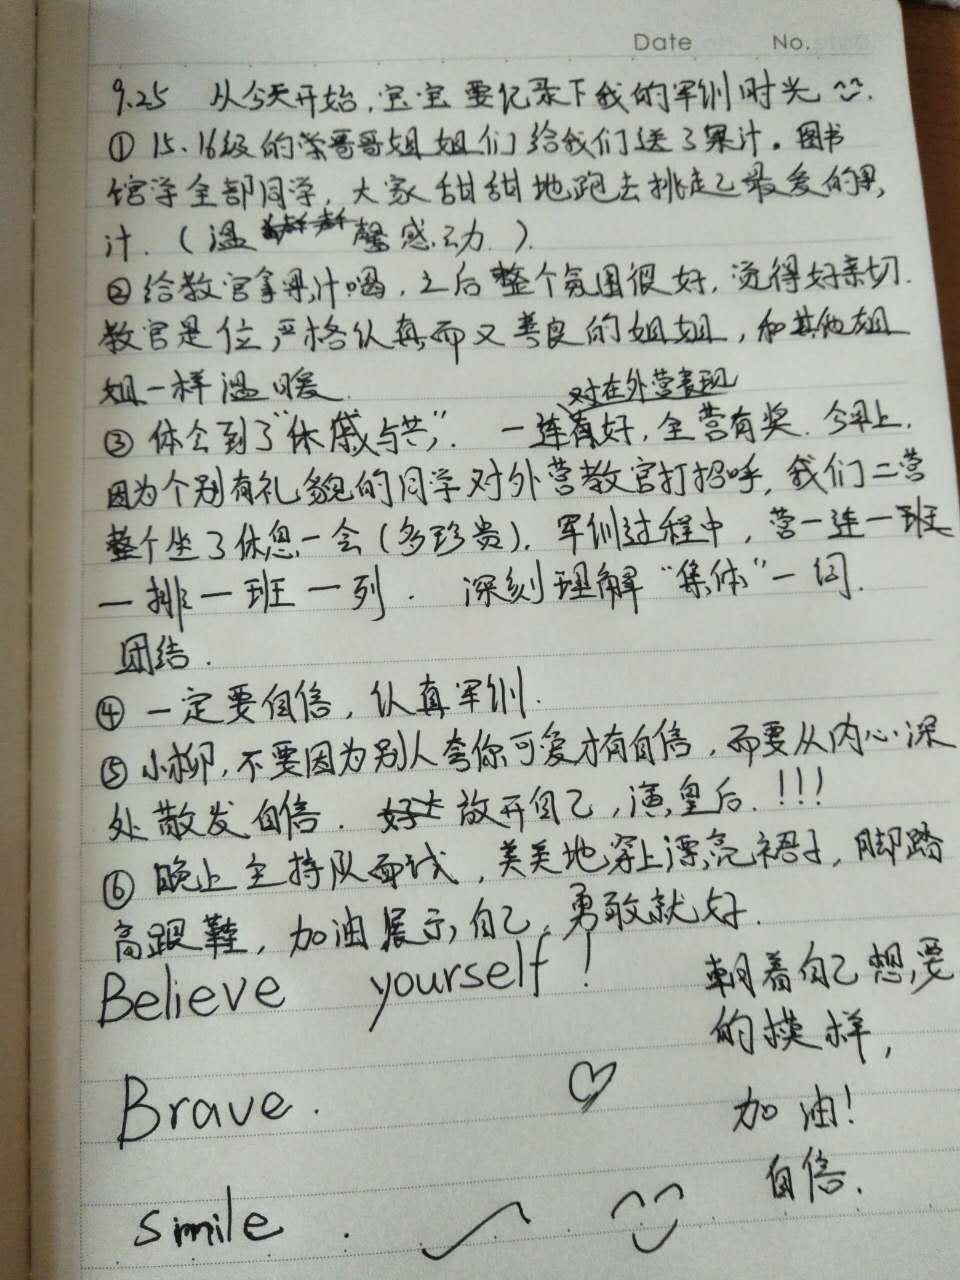 Date No.
9.25 从今天开始,宝宝要记录下我的军训时光
① 15、16级的学哥哥姐姐们给我们送了果汁。图书
馆学全部同学,大家甜甜地跑去挑走己最爱的果
汁.(温馨感动.)
②给教官拿果汁喝,之后整个氛围很好,觉得好亲切.
教官是位严格认真而又善良的姐姐,和其他姐
姐一样温暖.
对在外营表现
③ 体会到了“休戚与共”. 一连有好,全营有奖.今早上,
因为个别有礼貌的同学对外营教官打招呼,我们二营
整个坐了休息一会(多珍贵).军训过程中,营一连一班
一排一班一列. 深刻理解“集体”一词.
团结.
④ 一定要自信,认真军训.
⑤ 小柳,不要因为别人夸你可爱才有自信,而要从内心深
处散发自信. 放开自己,演皇后.!!!
⑥ 晚上主持队面试,美美地穿上漂亮裙子,脚踏
高跟鞋,加油展示自己,勇敢就好.
Believe yourself!
朝着自己想要
的模样,
Brave.
加油!
自信.
smile.